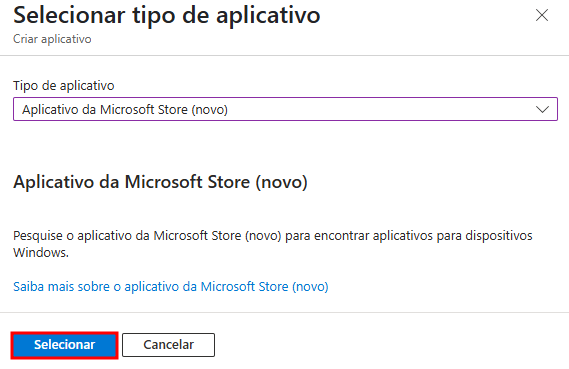 Selecionar tipo de aplicativo
Criar aplicativo
Tipo de aplicativo
Aplicativo da Microsoft Store (novo)
Aplicativo da Microsoft Store (novo)
Pesquise o aplicativo da Microsoft Store (novo) para encontrar aplicativos para dispositivos
Windows.
Saiba mais sobre o aplicativo da Microsoft Store (novo)
Selecionar
Cancelar